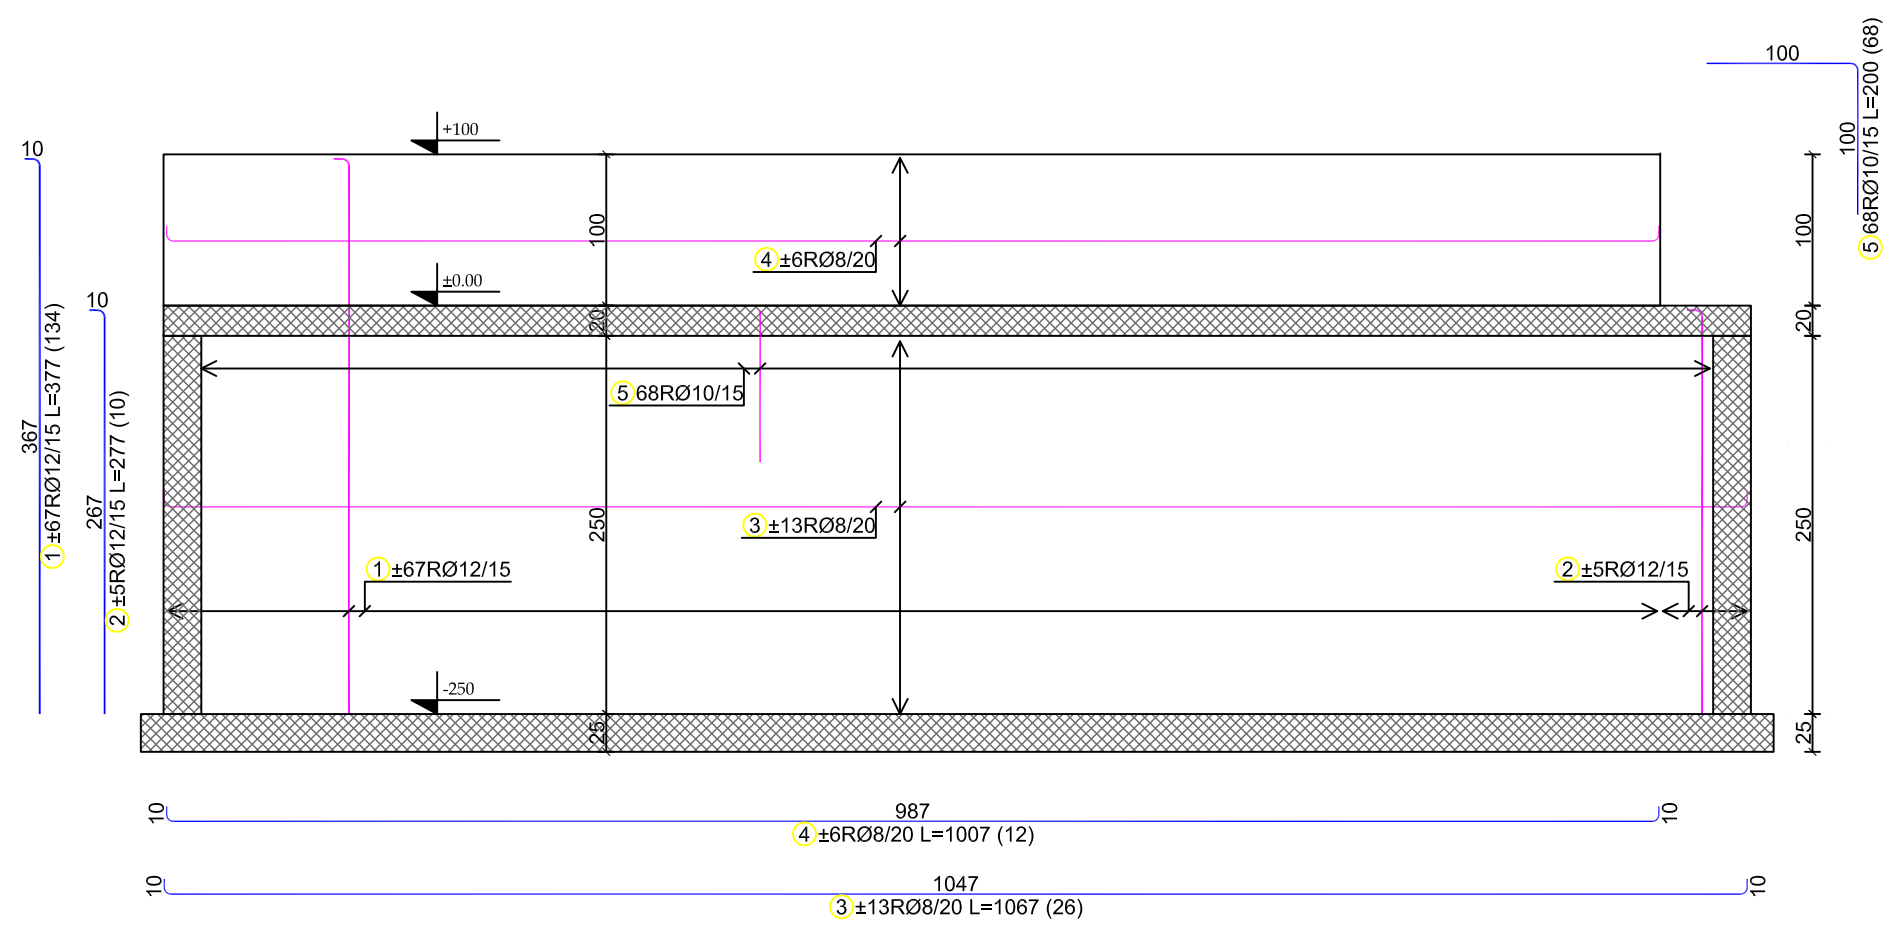 100
100
5 68RØ10/15 L=200 (68)
+100
10
1 ±67RØ12/15 L=377 (134)
367
100
4 ±6RØ8/20
100
±0.00
10
2 ±5RØ12/15 L=277 (10)
267
20
20
5 68RØ10/15
250
3 ±13RØ8/20
250
1 ±67RØ12/15
2 ±5RØ12/15
-250
25
25
10
987
10
4 ±6RØ8/20 L=1007 (12)
10
1047
10
3 ±13RØ8/20 L=1067 (26)